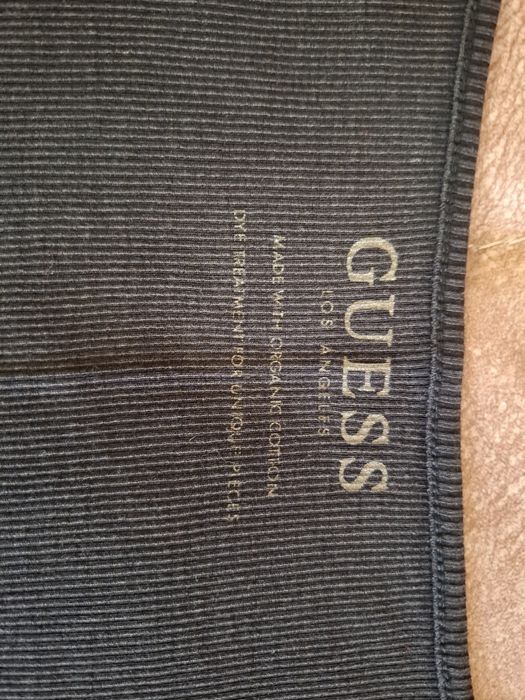 GUESS
LOS ANGELES
MADE WITH ORGANIC COTTON
DYE TREATMENT FOR UNIQUE PIECES